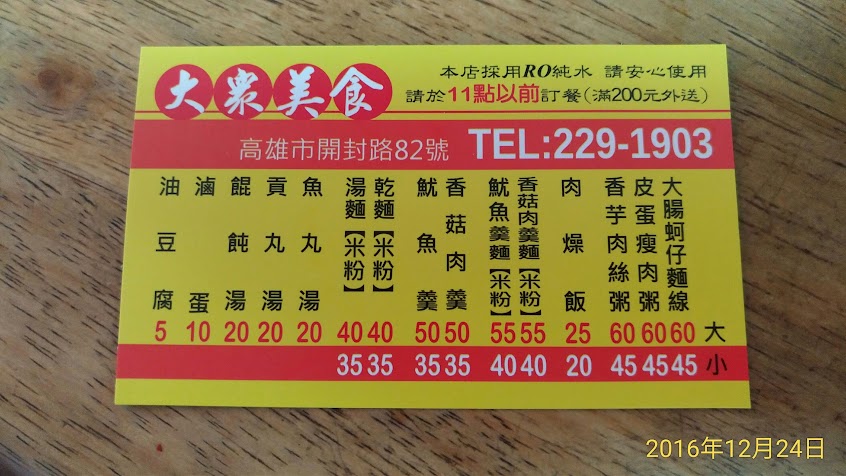 大眾美食
本店採用RO純水 請安心使用
請於11點以前訂餐(滿200元外送)
高雄市開封路82號 TEL:229-1903
大腸蚵仔麵線 60 45
皮蛋瘦肉粥 60 45
香芋肉絲粥 60 45
肉燥飯 25 20
香菇肉羹麵【米粉】 55 40
魷魚羹麵【米粉】 55 40
香菇肉羹 50 35
魷魚羹 50 35
乾麵【米粉】 40 35
湯麵【米粉】 40 35
魚丸湯 20
貢丸湯 20
餛飩湯 20
滷蛋 10
油豆腐 5
大
小
2016年12月24日